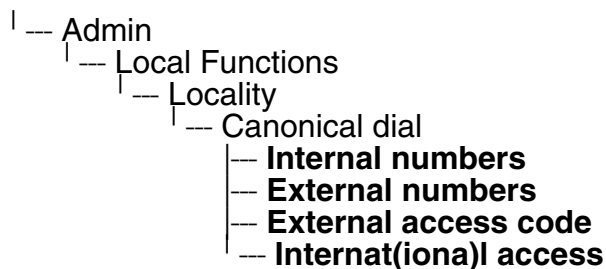 | --- Admin
| --- Local Functions
| --- Locality
| --- Canonical dial
|--- Internal numbers
|--- External numbers
|--- External access code
| --- Internat(iona)l access